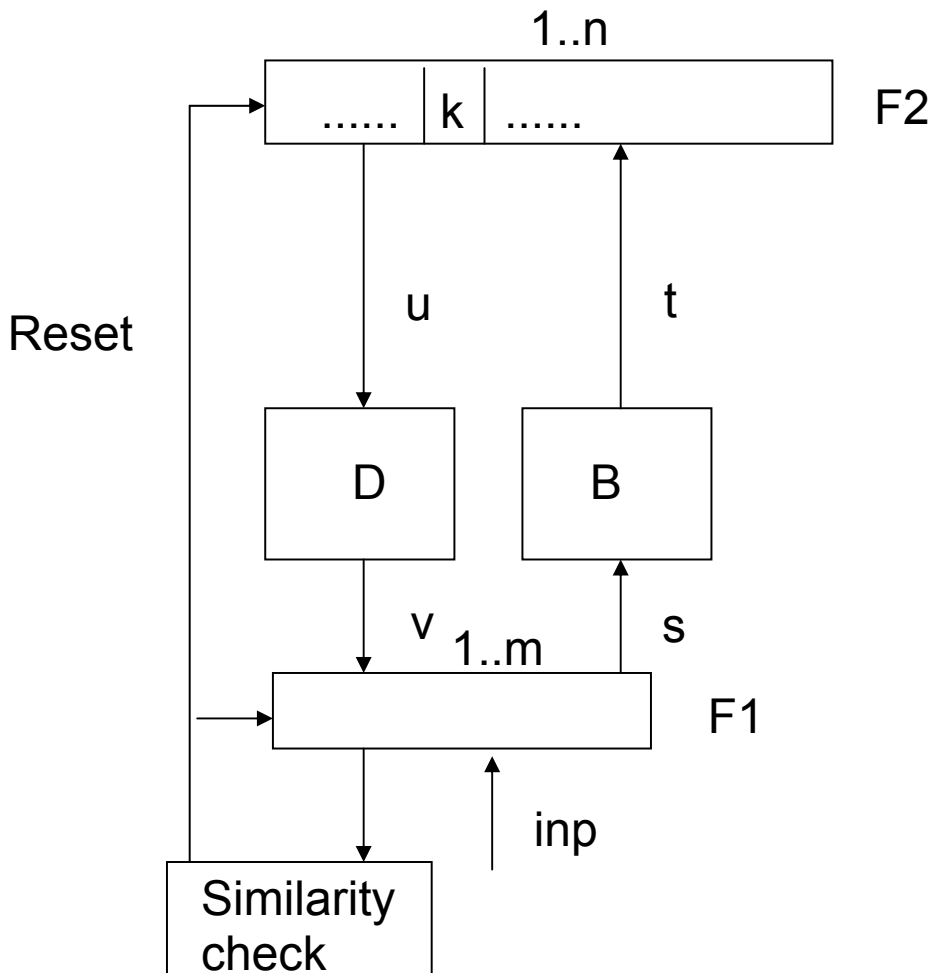 1..n
...... k ...... F2
u t
Reset
D B
v 1..m s
F1
inp
Similarity
check